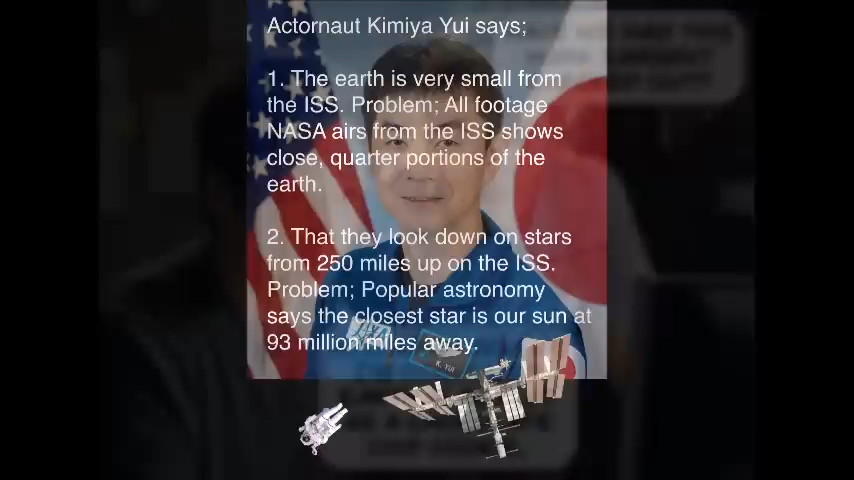 Actornaut Kimiya Yui says;
1. The earth is very small from
the ISS. Problem; All footage
NASA airs from the ISS shows
close, quarter portions of the
earth.
2. That they look down on stars
from 250 miles up on the ISS.
Problem; Popular astronomy
says the closest star is our sun at
93 million miles away.
K. YUI